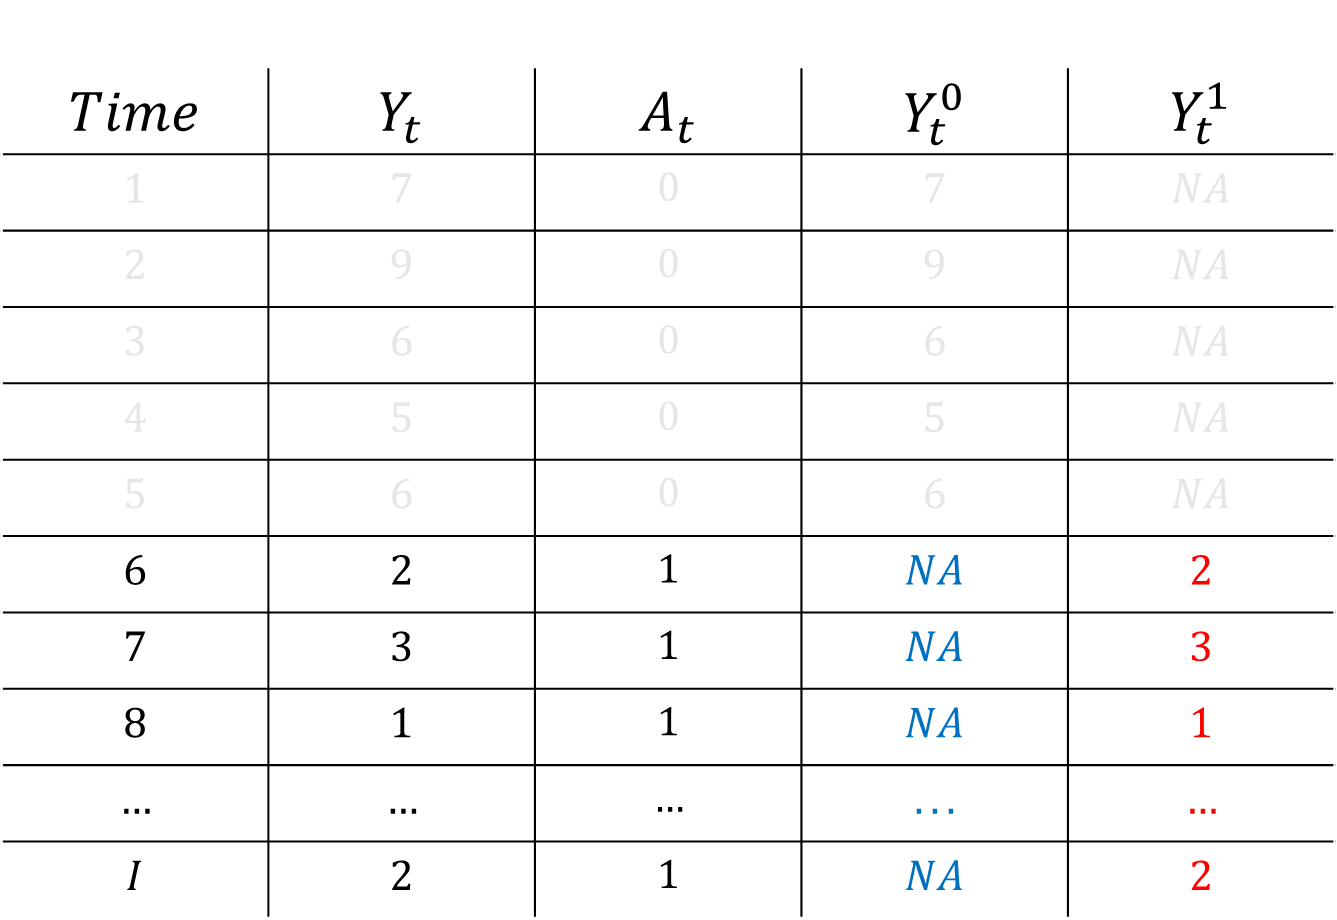 Time Y_t A_t Y_t^0 Y_t^1
1 7 0 7 NA
2 9 0 9 NA
3 6 0 6 NA
4 5 0 5 NA
5 6 0 6 NA
6 2 1 NA 2
7 3 1 NA 3
8 1 1 NA 1
... ... ... ... ...
I 2 1 NA 2